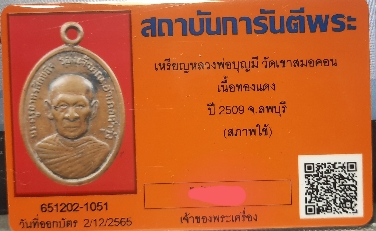 สถาบันการันตีพระ
เหรียญหลวงพ่อบุญมี วัดเขาสมอคอน
เนื้อทองแดง
ปี 2509 จ.ลพบุรี
(สภาพใช้)
651202-1051
วันที่ออกบัตร 2/12/2565
เจ้าของพระเครื่อง